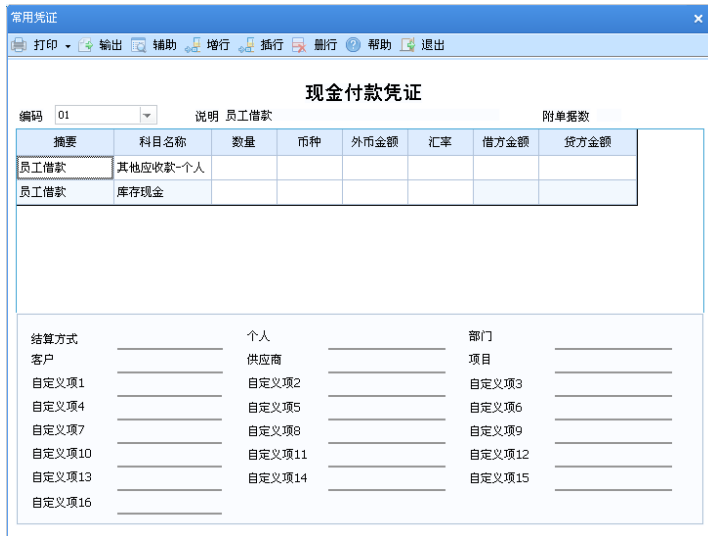 常用凭证
打印 输出 辅助 增行 插行 删行 帮助 退出
现金付款凭证
编码 01 说明 员工借款 附单据数
摘要 科目名称 数量 币种 外币金额 汇率 借方金额 贷方金额
员工借款 其他应收款-个人
员工借款 库存现金
结算方式 个人 部门
客户 供应商 项目
自定义项1 自定义项2 自定义项3
自定义项4 自定义项5 自定义项6
自定义项7 自定义项8 自定义项9
自定义项10 自定义项11 自定义项12
自定义项13 自定义项14 自定义项15
自定义项16